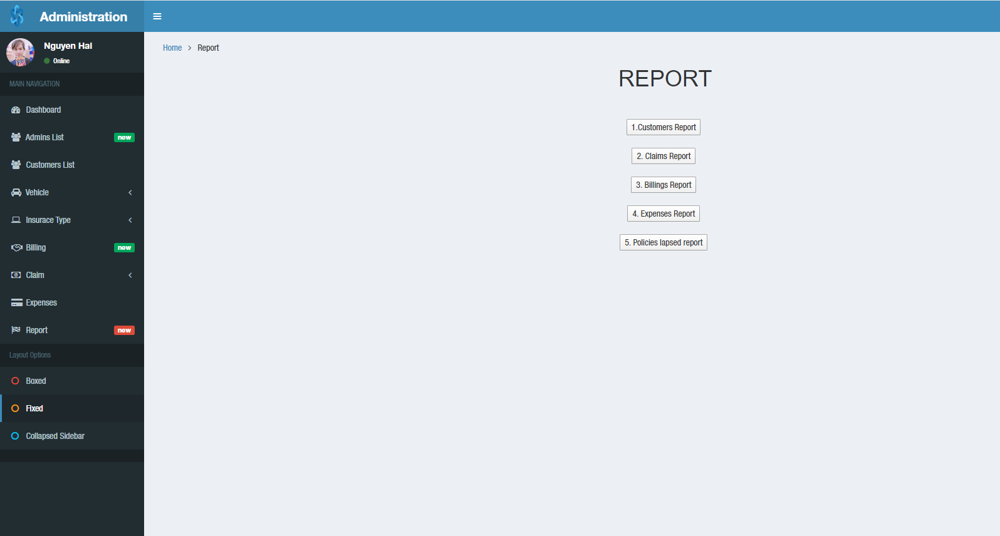 Administration
Nguyen Hal
Online
MAIN NAVIGATION
Dashboard
Admins List new
Customers List
Vehicle
Insurace Type
Billing new
Claim
Expenses
Report new
Layout Options
Boxed
Fixed
Collapsed Sidebar
Home > Report
REPORT
1.Customers Report
2. Claims Report
3. Billings Report
4. Expenses Report
5. Policies lapsed report